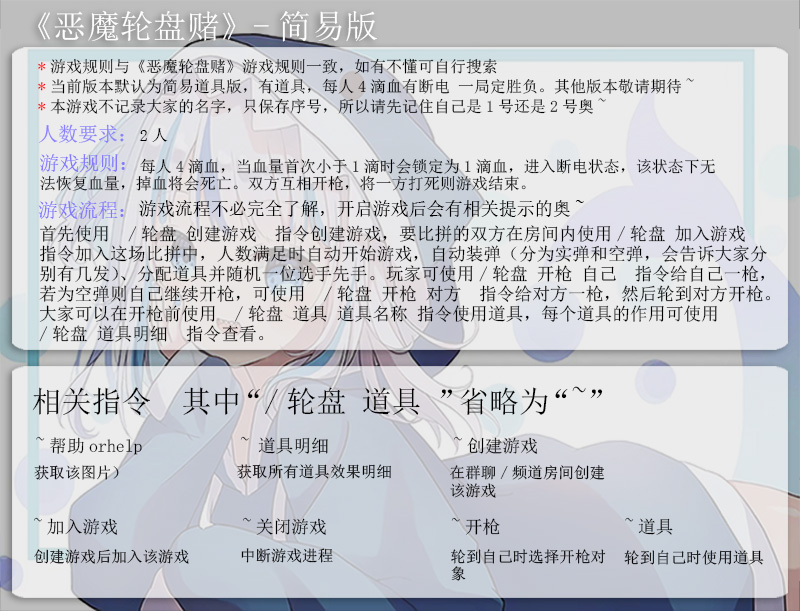 《恶魔轮盘赌》-简易版
*游戏规则与《恶魔轮盘赌》游戏规则一致，如有不懂可自行搜索
*当前版本默认为简易道具版，有道具，每人4滴血有断电 一局定胜负。其他版本敬请期待~
*本游戏不记录大家的名字，只保存序号，所以请先记住自己是1号还是2号奥~
人数要求： 2人
游戏规则： 每人4滴血，当血量首次小于1滴时会锁定为1滴血，进入断电状态，该状态下无
法恢复血量，掉血将会死亡。双方互相开枪，将一方打死则游戏结束。
游戏流程： 游戏流程不必完全了解，开启游戏后会有相关提示的奥~
首先使用 /轮盘 创建游戏 指令创建游戏，要比拼的双方在房间内使用/轮盘 加入游戏
指令加入这场比拼中，人数满足时自动开始游戏，自动装弹（分为实弹和空弹，会告诉大家分
别有几发）、分配道具并随机一位选手先手。玩家可使用/轮盘 开枪 自己 指令给自己一枪，
若为空弹则自己继续开枪，可使用 /轮盘 开枪 对方 指令给对方一枪，然后轮到对方开枪。
大家可以在开枪前使用 /轮盘 道具 道具名称 指令使用道具，每个道具的作用可使用
/轮盘 道具明细 指令查看。
相关指令 其中“/轮盘 道具 ”省略为“~”
~帮助orhelp ~ 道具明细 ~创建游戏
获取该图片） 获取所有道具效果明细 在群聊/频道房间创建
该游戏
~加入游戏 ~关闭游戏 ~开枪 ~道具
创建游戏后加入该游戏 中断游戏进程 轮到自己时选择开枪对 轮到自己时使用道具
象